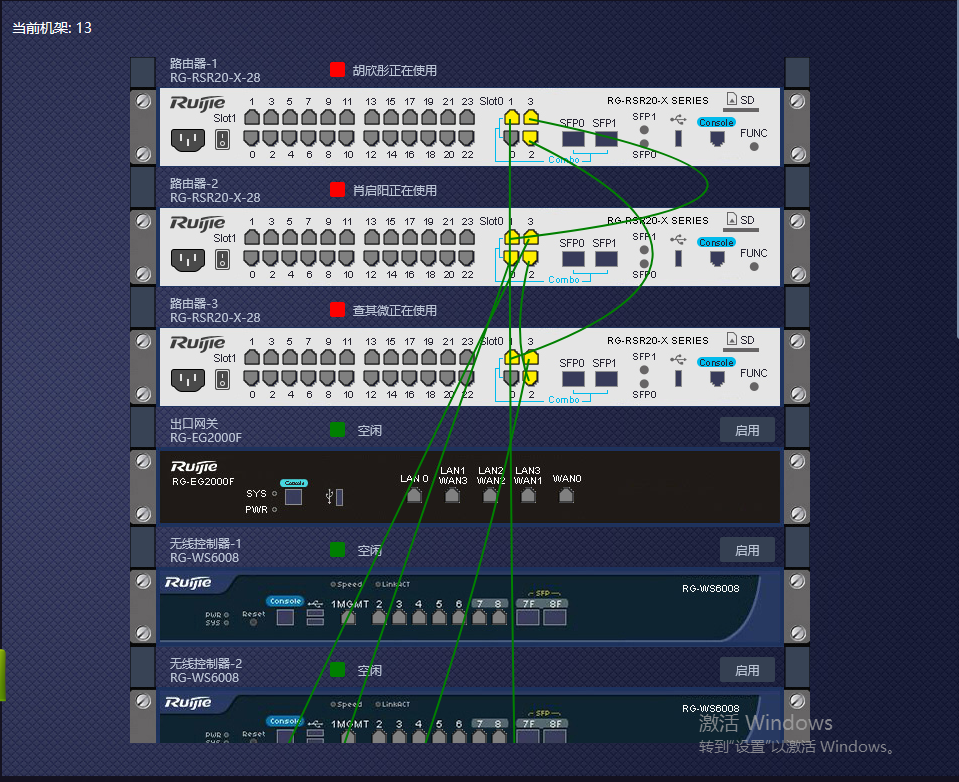 当前机架: 13
路由器-1
RG-RSR20-X-28
胡欣彤正在使用
Ruijie
1 3 5 7 9 11 13 15 17 19 21 23 Slot0 1 3
RG-RSR20-X SERIES
SD
Slot1
SFP0 SFP1
SFP1
Console
FUNC
0 2 4 6 8 10 12 14 16 18 20 22 0 2
Combo
SFP0
路由器-2
RG-RSR20-X-28
肖启阳正在使用
Ruijie
1 3 5 7 9 11 13 15 17 19 21 23 Slot0 1 3
RG-RSR20-X SERIES
SD
Slot1
SFP0 SFP1
SFP1
Console
FUNC
0 2 4 6 8 10 12 14 16 18 20 22 0 2
Combo
SFP0
路由器-3
RG-RSR20-X-28
查其微正在使用
Ruijie
1 3 5 7 9 11 13 15 17 19 21 23 Slot0 1 3
RG-RSR20-X SERIES
SD
Slot1
SFP0 SFP1
SFP1
Console
FUNC
0 2 4 6 8 10 12 14 16 18 20 22 0 2
Combo
SFP0
出口网关
RG-EG2000F
空闲
启用
Ruijie
RG-EG2000F
Console
SYS
PWR
LAN 0
LAN1 WAN3
LAN2 WAN2
LAN3 WAN1
WAN0
无线控制器-1
RG-WS6008
空闲
启用
Ruijie
Speed Link/ACT
RG-WS6008
SFP
PWR
SYS
Reset
Console
1MGMT 2 3 4 5 6 7 8 7F 8F
无线控制器-2
RG-WS6008
空闲
启用
Ruijie
Speed Link/ACT
RG-WS6008
SFP
PWR
SYS
Reset
Console
1MGMT 2 3 4 5 6 7 8 7F 8F
激活 Windows
转到"设置"以激活 Windows。